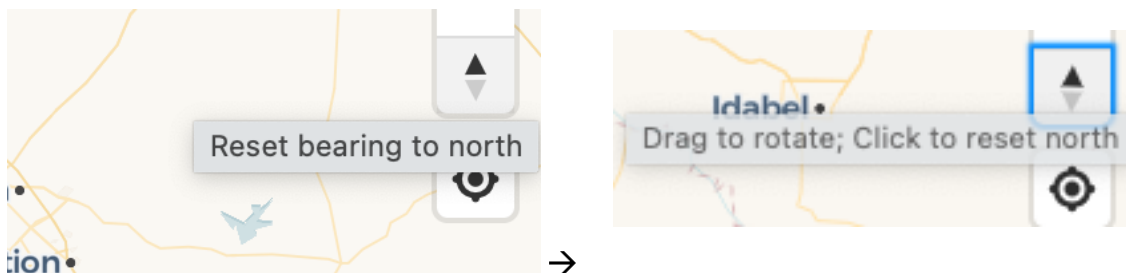 Reset bearing to north
tion
→
Idabel
Drag to rotate; Click to reset north